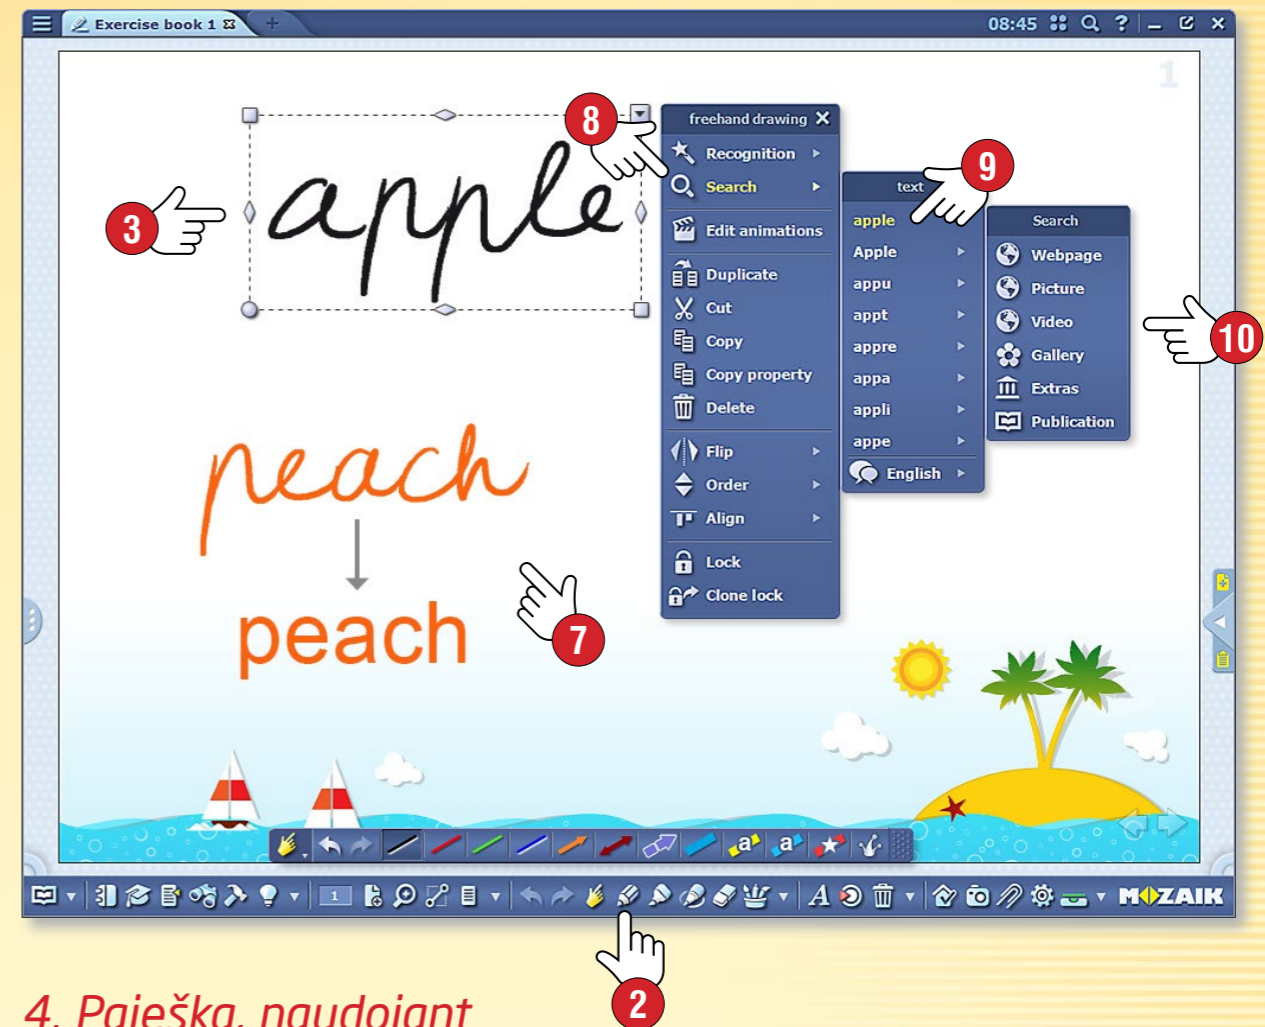 Exercise book 1
08:45
1
apple
8
freehand drawing
Recognition
Search
Edit animations
Duplicate
Cut
Copy
Copy property
Delete
Flip
Order
Align
Lock
Clone lock
9
text
apple
Apple
appu
appt
appre
appa
appli
appe
English
Search
Webpage
Picture
Video
Gallery
Extras
Publication
10
3
peach
peach
7
a
a
1
A
MOZAIK
2
4. Paieška, naudojant